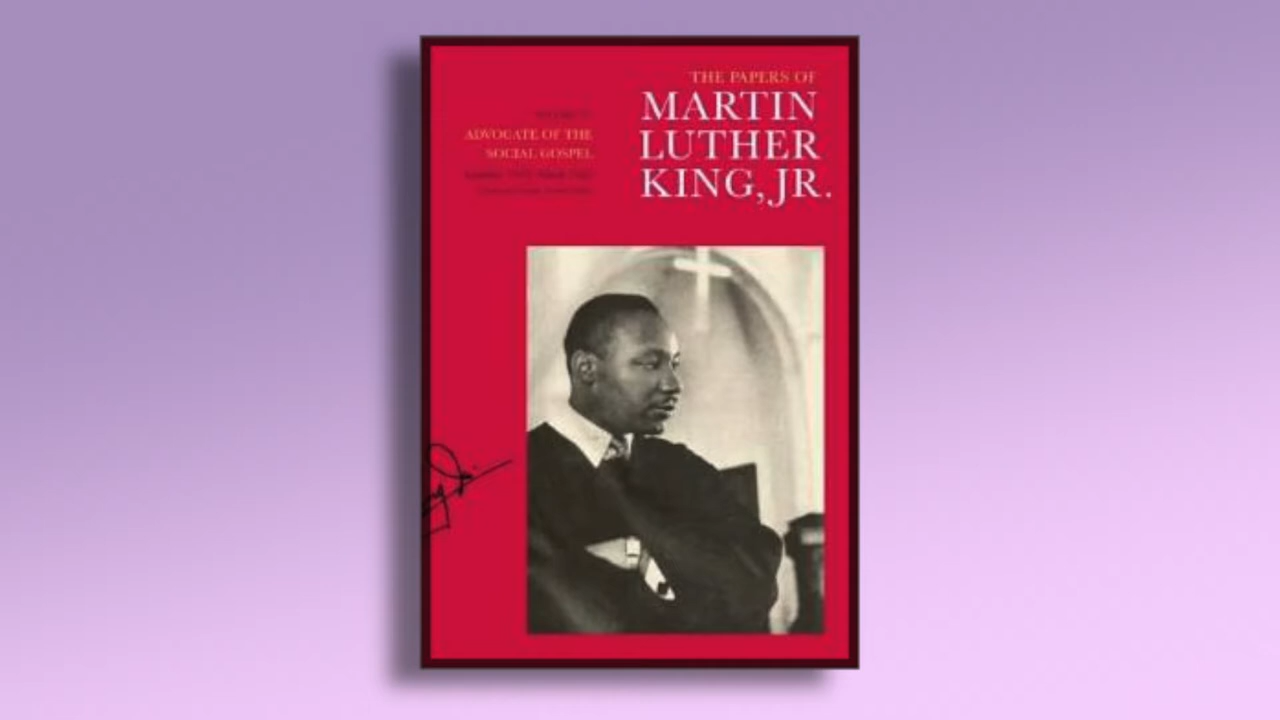 THE PAPERS OF
MARTIN
LUTHER
KING, JR.
ADVOCATE OF THE
SOCIAL GOSPEL